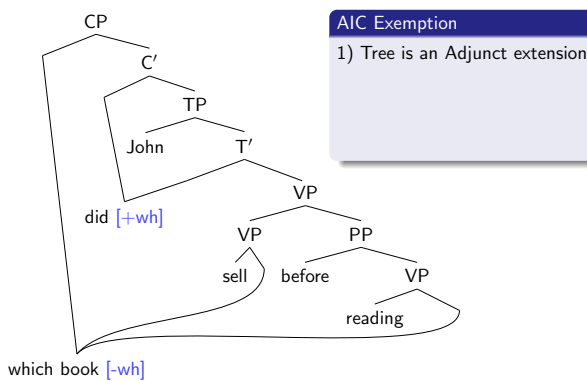 CP
AIC Exemption
1) Tree is an Adjunct extension
C′
TP
John
T′
VP
did [+wh]
VP
PP
sell
before
VP
reading
which book [-wh]